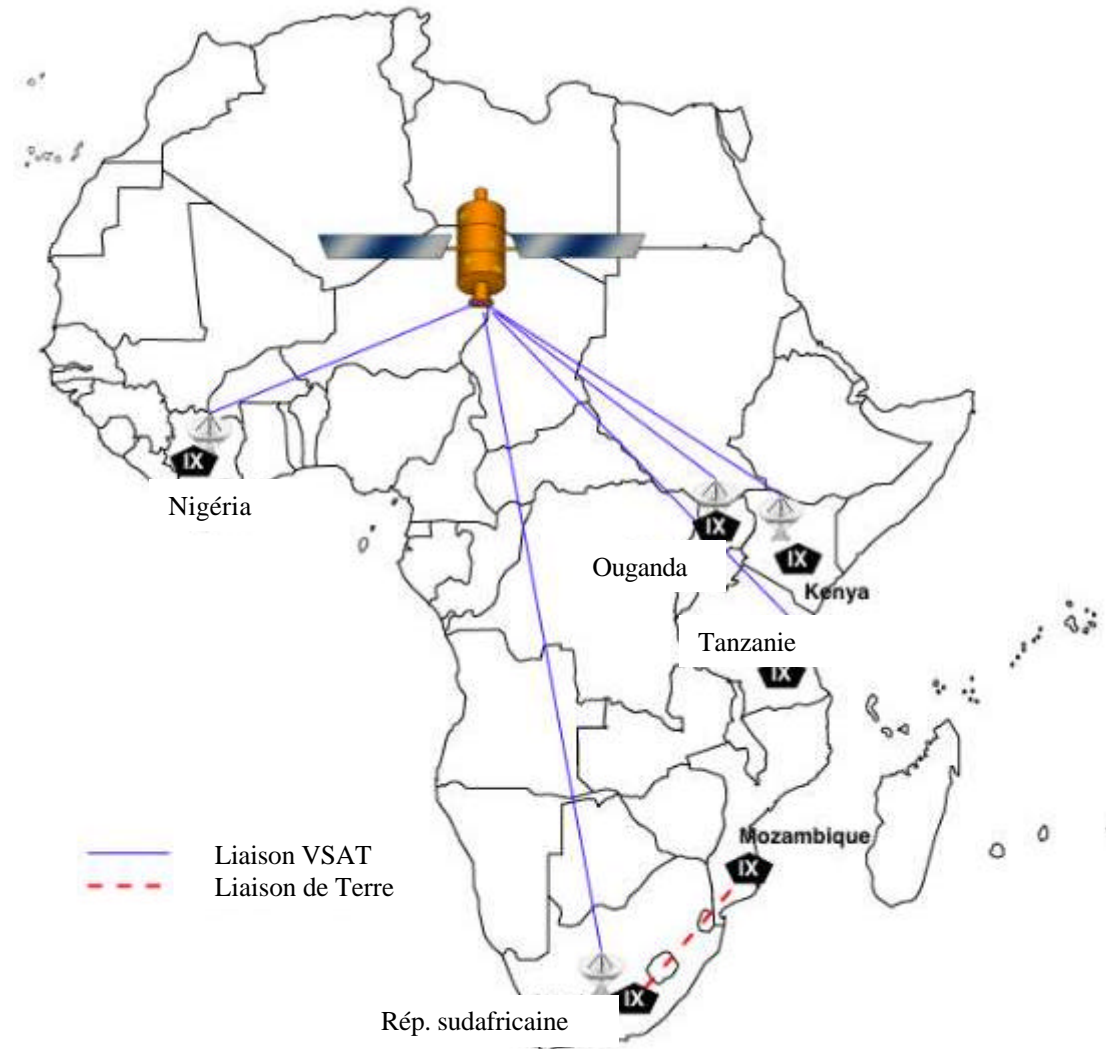 IX
Nigéria
IX
Ouganda
IX
Kenya
Tanzanie
IX
Mozambique
IX
Liaison VSAT
Liaison de Terre
IX
Rép. sudafricaine